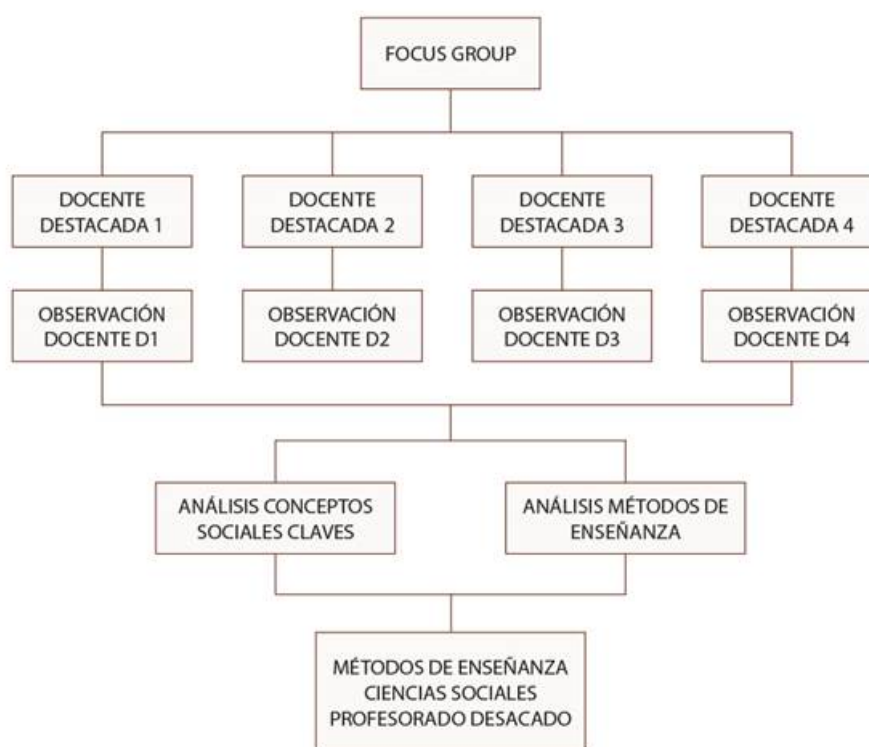 FOCUS GROUP
DOCENTE
DESTACADA 1
DOCENTE
DESTACADA 2
DOCENTE
DESTACADA 3
DOCENTE
DESTACADA 4
OBSERVACIÓN
DOCENTE D1
OBSERVACIÓN
DOCENTE D2
OBSERVACIÓN
DOCENTE D3
OBSERVACIÓN
DOCENTE D4
ANÁLISIS CONCEPTOS
SOCIALES CLAVES
ANÁLISIS MÉTODOS DE
ENSEÑANZA
MÉTODOS DE ENSEÑANZA
CIENCIAS SOCIALES
PROFESORADO DESACADO